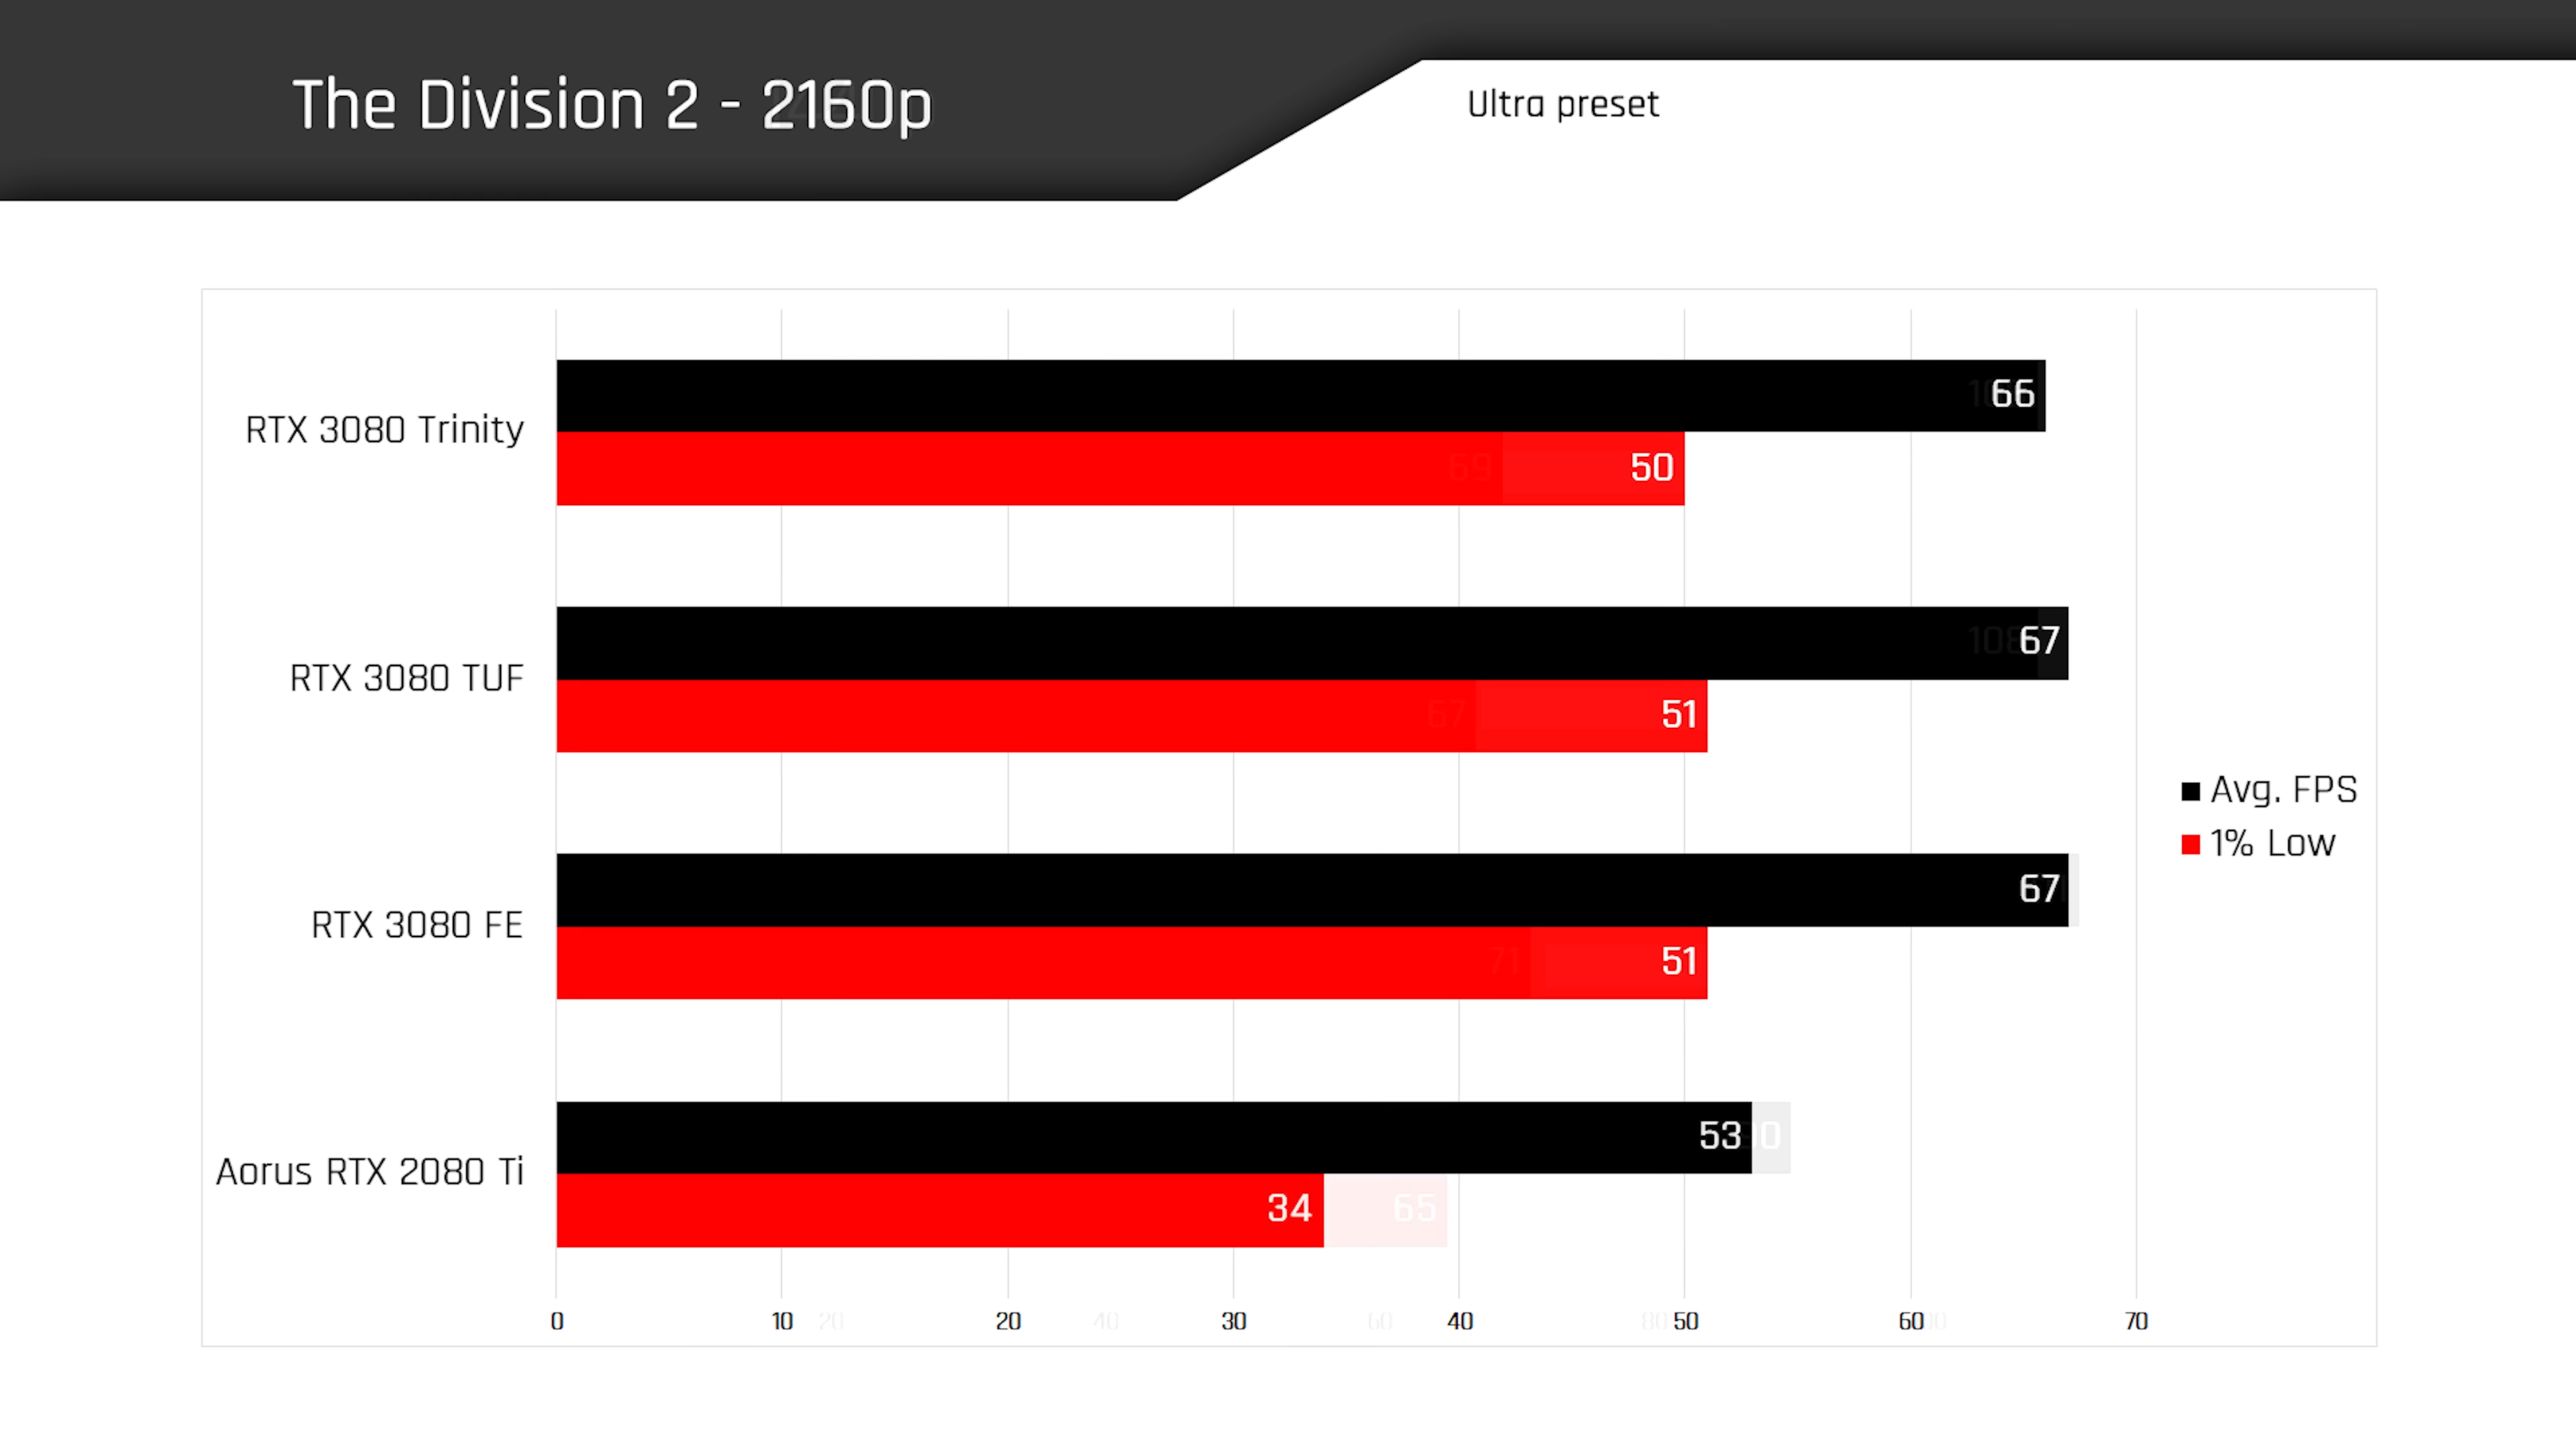 The Division 2 - 2160p
Ultra preset
RTX 3080 Trinity
66
50
RTX 3080 TUF
67
51
Avg. FPS
1% Low
RTX 3080 FE
67
51
Aorus RTX 2080 Ti
53
34
65
0 10 20 30 40 50 60 70